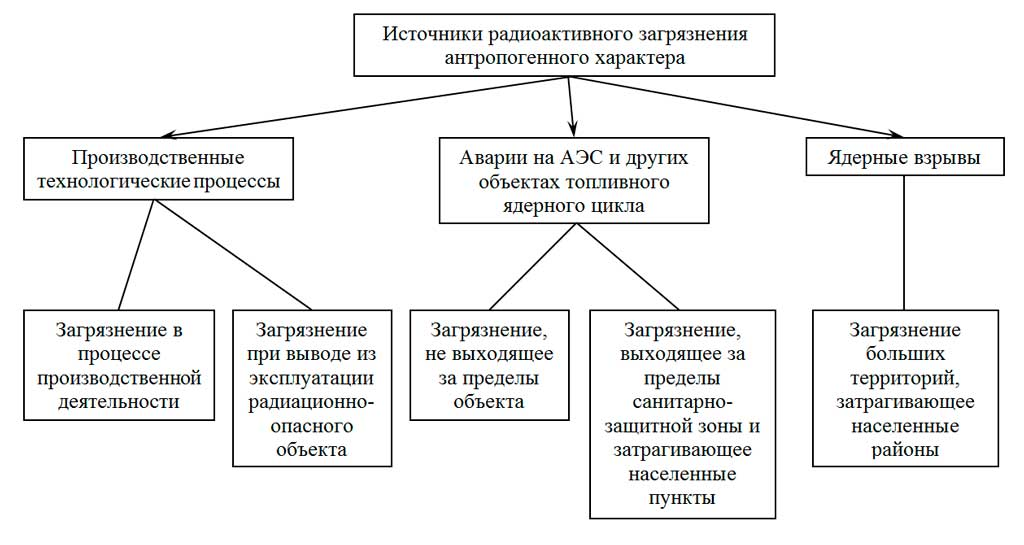 Источники радиоактивного загрязнения
антропогенного характера
Производственные
технологические процессы
Аварии на АЭС и других
объектах топливного
ядерного цикла
Ядерные взрывы
Загрязнение в
процессе
производственной
деятельности
Загрязнение
при выводе из
эксплуатации
радиационно-
опасного
объекта
Загрязнение,
не выходящее
за пределы
объекта
Загрязнение,
выходящее за
пределы
санитарно-
защитной зоны и
затрагивающее
населенные
пункты
Загрязнение
больших
территорий,
затрагивающее
населенные
районы